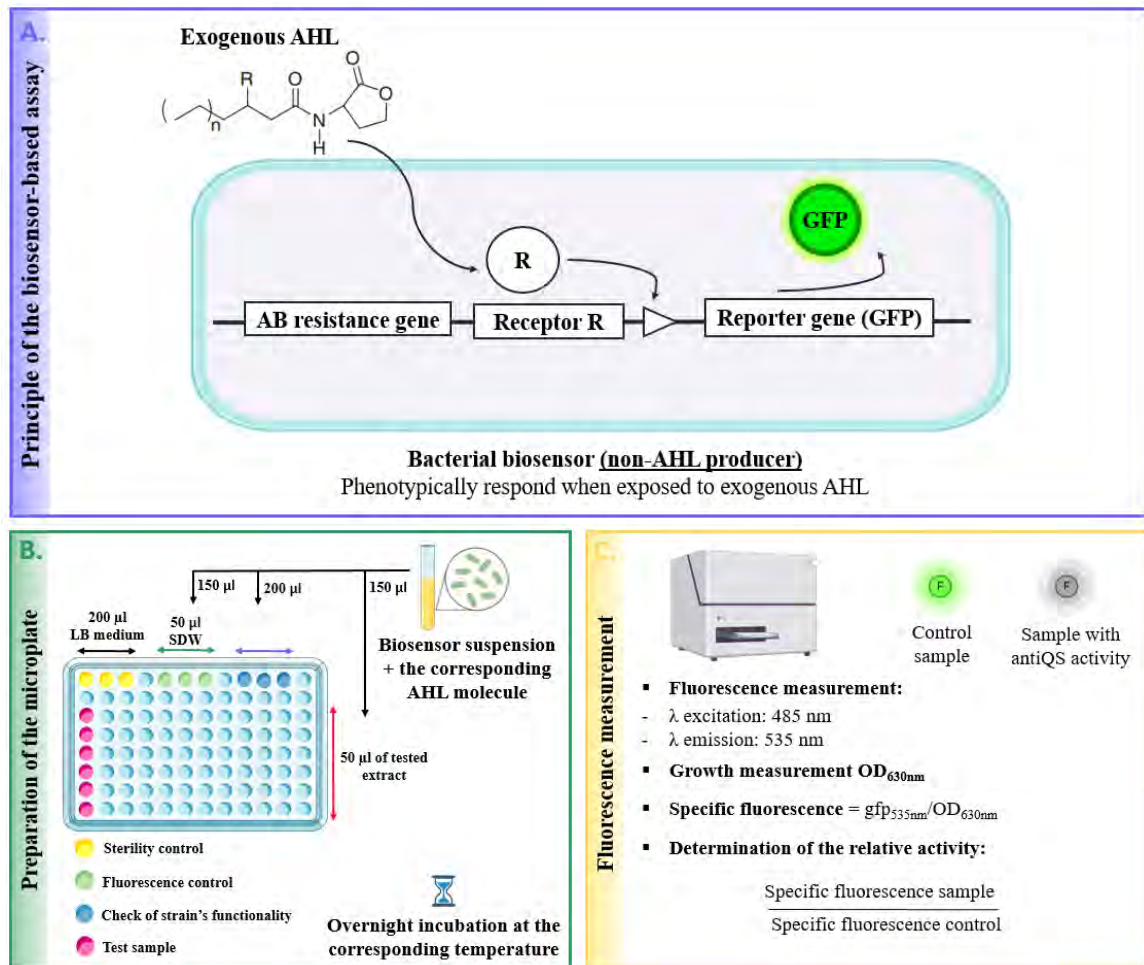 A.
Principle of the biosensor-based assay
Exogenous AHL
R
O
O
O
( )n
N
H
GFP
R
AB resistance gene
Receptor R
Reporter gene (GFP)
Bacterial biosensor (non-AHL producer)
Phenotypically respond when exposed to exogenous AHL
B.
Preparation of the microplate
150 µl
200 µl
150 µl
200 µl
LB medium
50 µl
SDW
Biosensor suspension
+ the corresponding
AHL molecule
50 µl of tested
extract
Sterility control
Fluorescence control
Check of strain's functionality
Test sample
Overnight incubation at the
corresponding temperature
C.
Fluorescence measurement
F
F
Control
sample
Sample with
antiQS activity
▪ Fluorescence measurement:
- λ excitation: 485 nm
- λ emission: 535 nm
▪ Growth measurement OD630nm
▪ Specific fluorescence = gfp535nm/OD630nm
▪ Determination of the relative activity:
Specific fluorescence sample
Specific fluorescence control